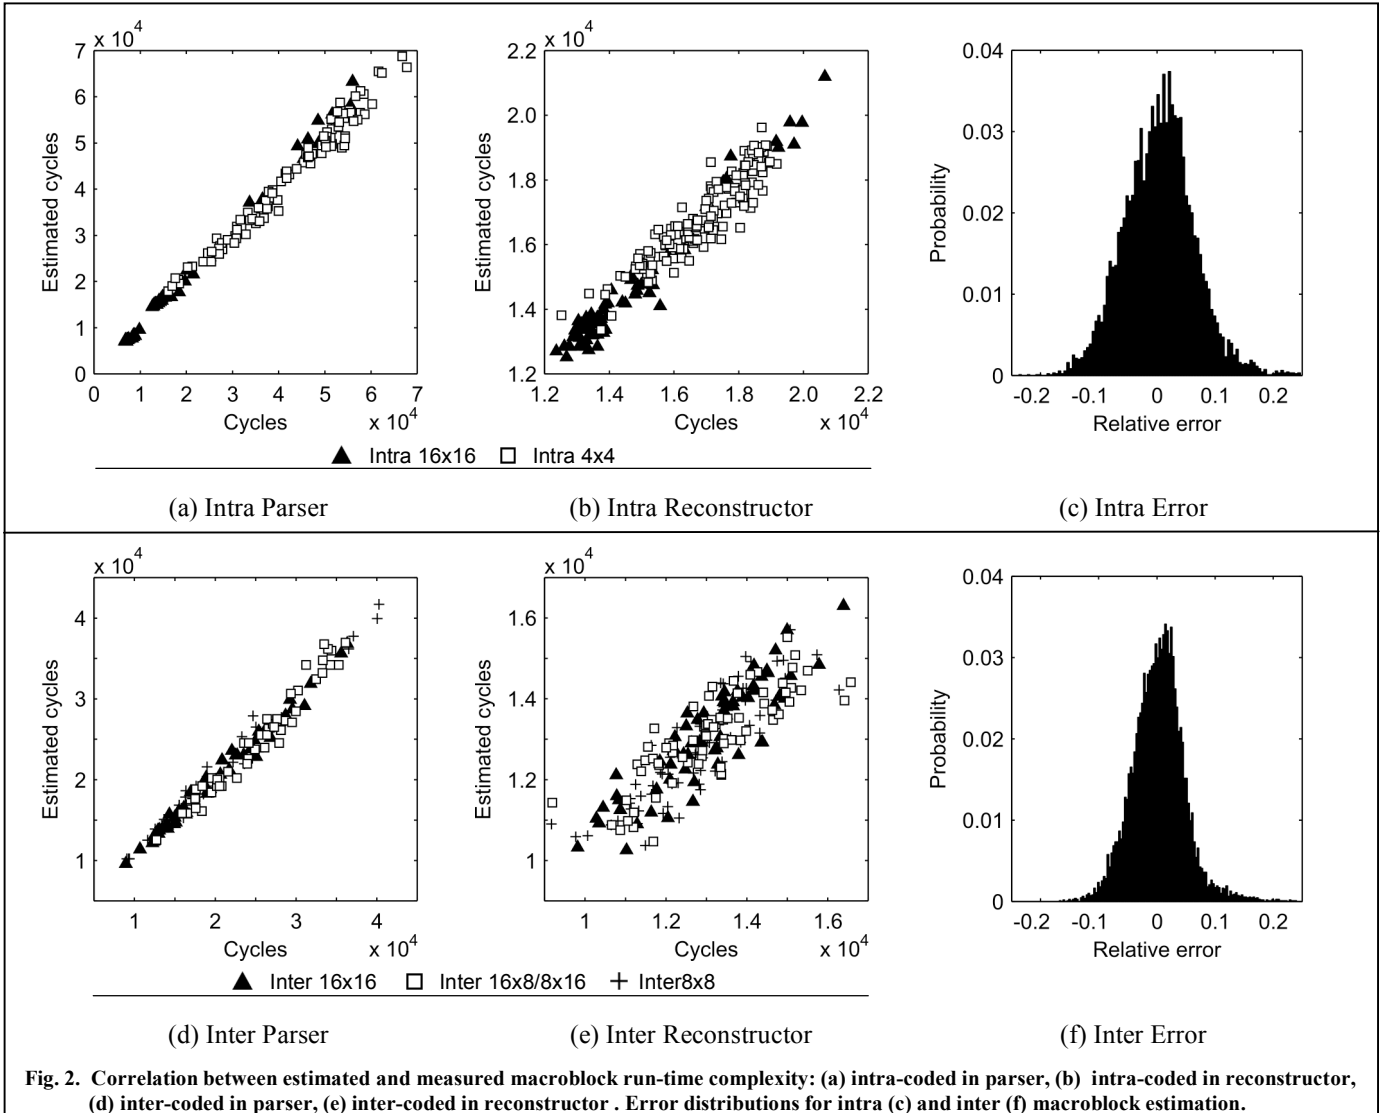 x 10^4
7
6
5
4
3
2
1
0
Estimated cycles
0 1 2 3 4 5 6 7
Cycles
x 10^4
x 10^4
2.2
2.0
1.8
1.6
1.4
1.2
Estimated cycles
1.2 1.4 1.6 1.8 2.0 2.2
Cycles
x 10^4
0.04
0.03
0.02
0.01
0
Probability
-0.2 -0.1 0 0.1 0.2
Relative error
▲ Intra 16x16 □ Intra 4x4
(a) Intra Parser
(b) Intra Reconstructor
(c) Intra Error
x 10^4
4
3
2
1
Estimated cycles
1 2 3 4
Cycles
x 10^4
x 10^4
1.6
1.4
1.2
1
Estimated cycles
1 1.2 1.4 1.6
Cycles
x 10^4
0.04
0.03
0.02
0.01
0
Probability
-0.2 -0.1 0 0.1 0.2
Relative error
▲ Inter 16x16 □ Inter 16x8/8x16 + Inter8x8
(d) Inter Parser
(e) Inter Reconstructor
(f) Inter Error
Fig. 2. Correlation between estimated and measured macroblock run-time complexity: (a) intra-coded in parser, (b) intra-coded in reconstructor,
(d) inter-coded in parser, (e) inter-coded in reconstructor . Error distributions for intra (c) and inter (f) macroblock estimation.